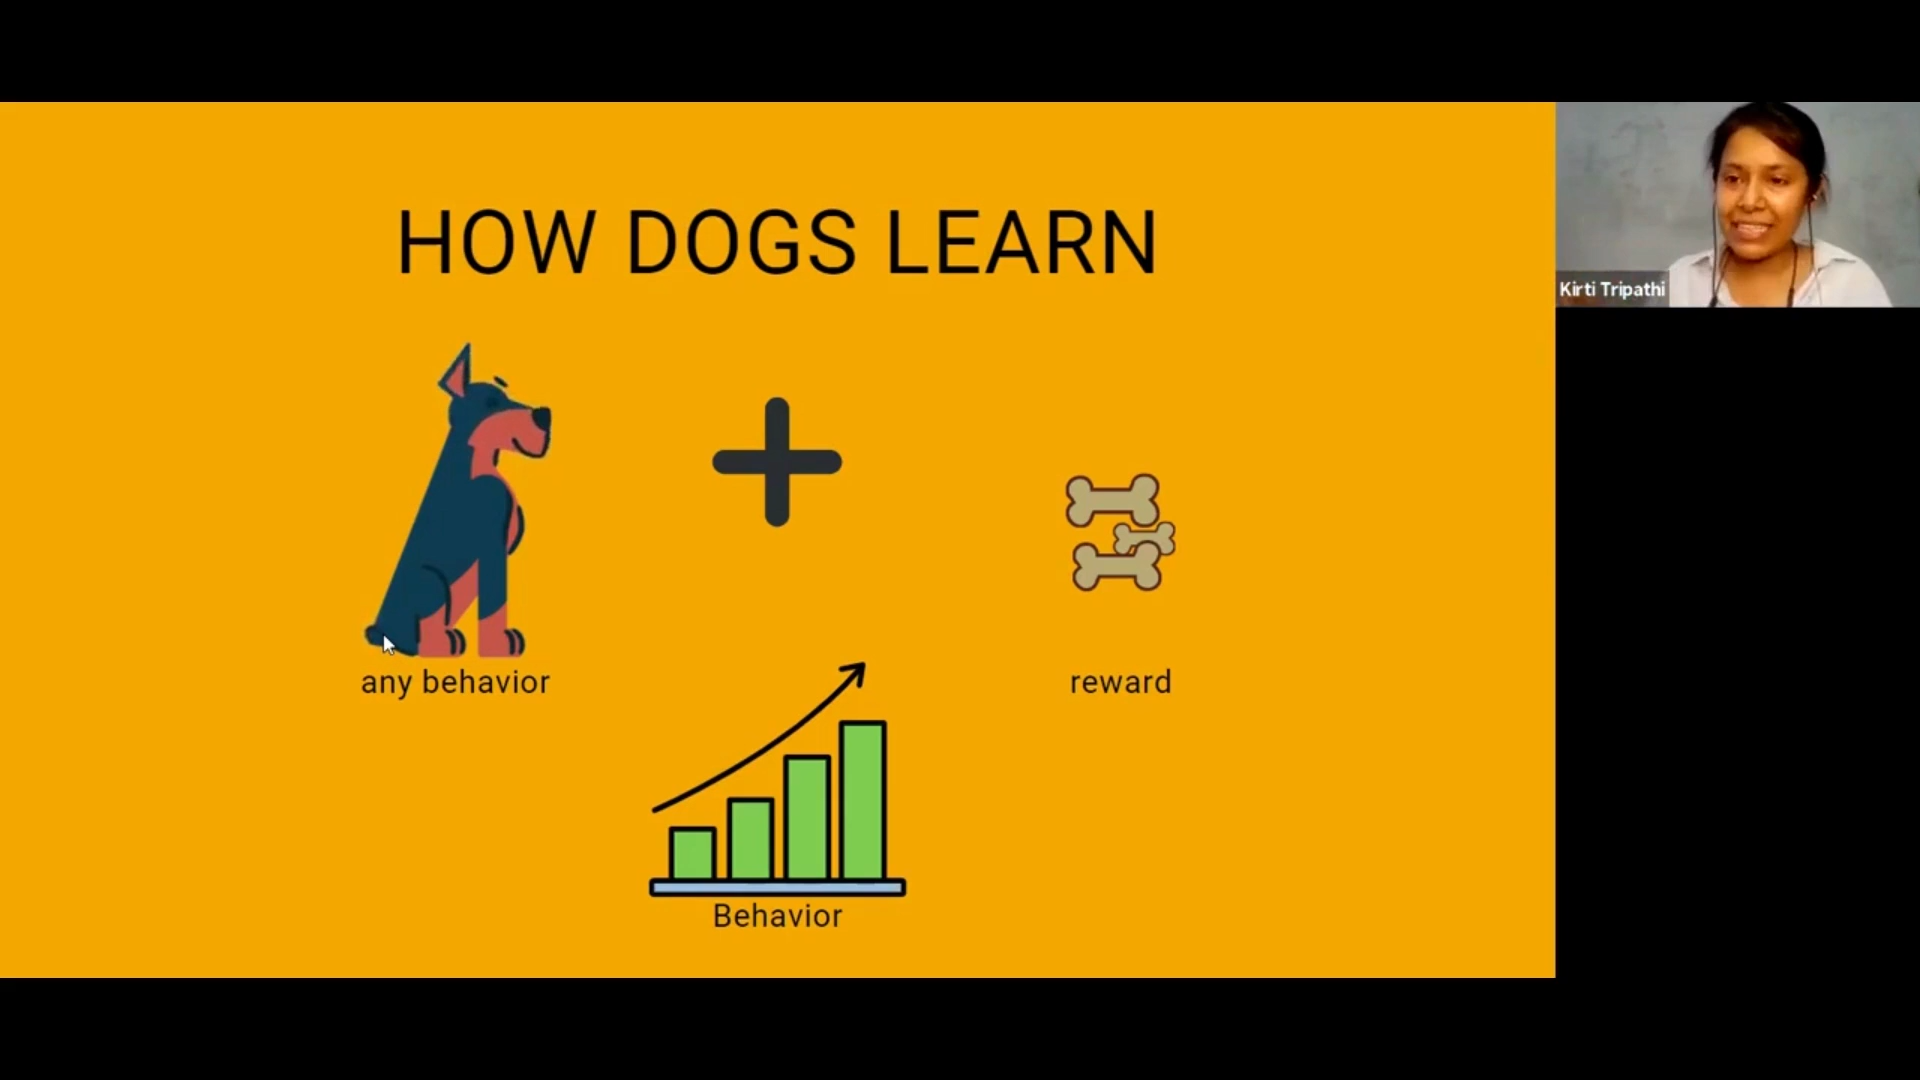 HOW DOGS LEARN
Kirti Tripathi
any behavior
reward
Behavior